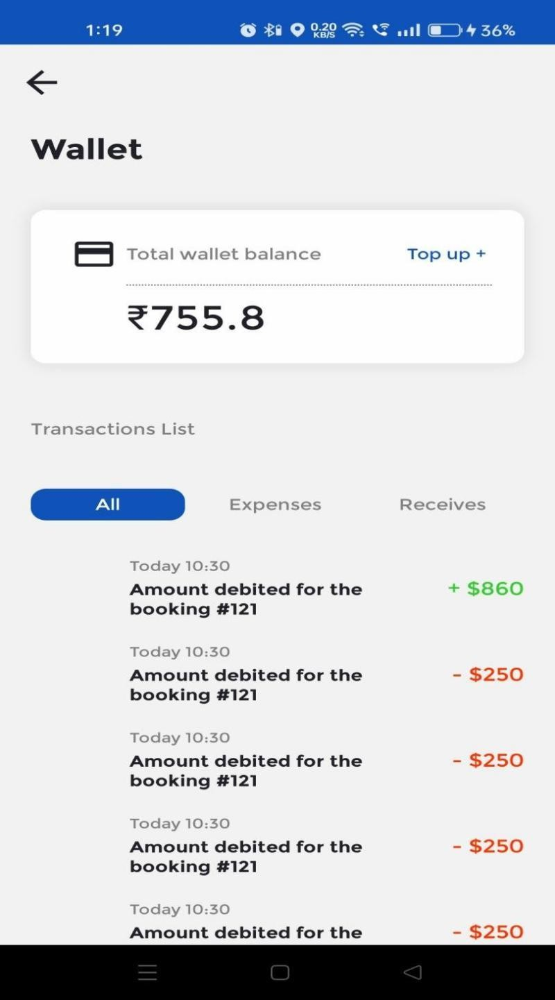 1:19 0.20 KB/S 36%
Wallet
Total wallet balance Top up +
₹755.8
Transactions List
All Expenses Receives
Today 10:30
Amount debited for the + $860
booking #121
Today 10:30
Amount debited for the - $250
booking #121
Today 10:30
Amount debited for the - $250
booking #121
Today 10:30
Amount debited for the - $250
booking #121
Today 10:30
Amount debited for the - $250